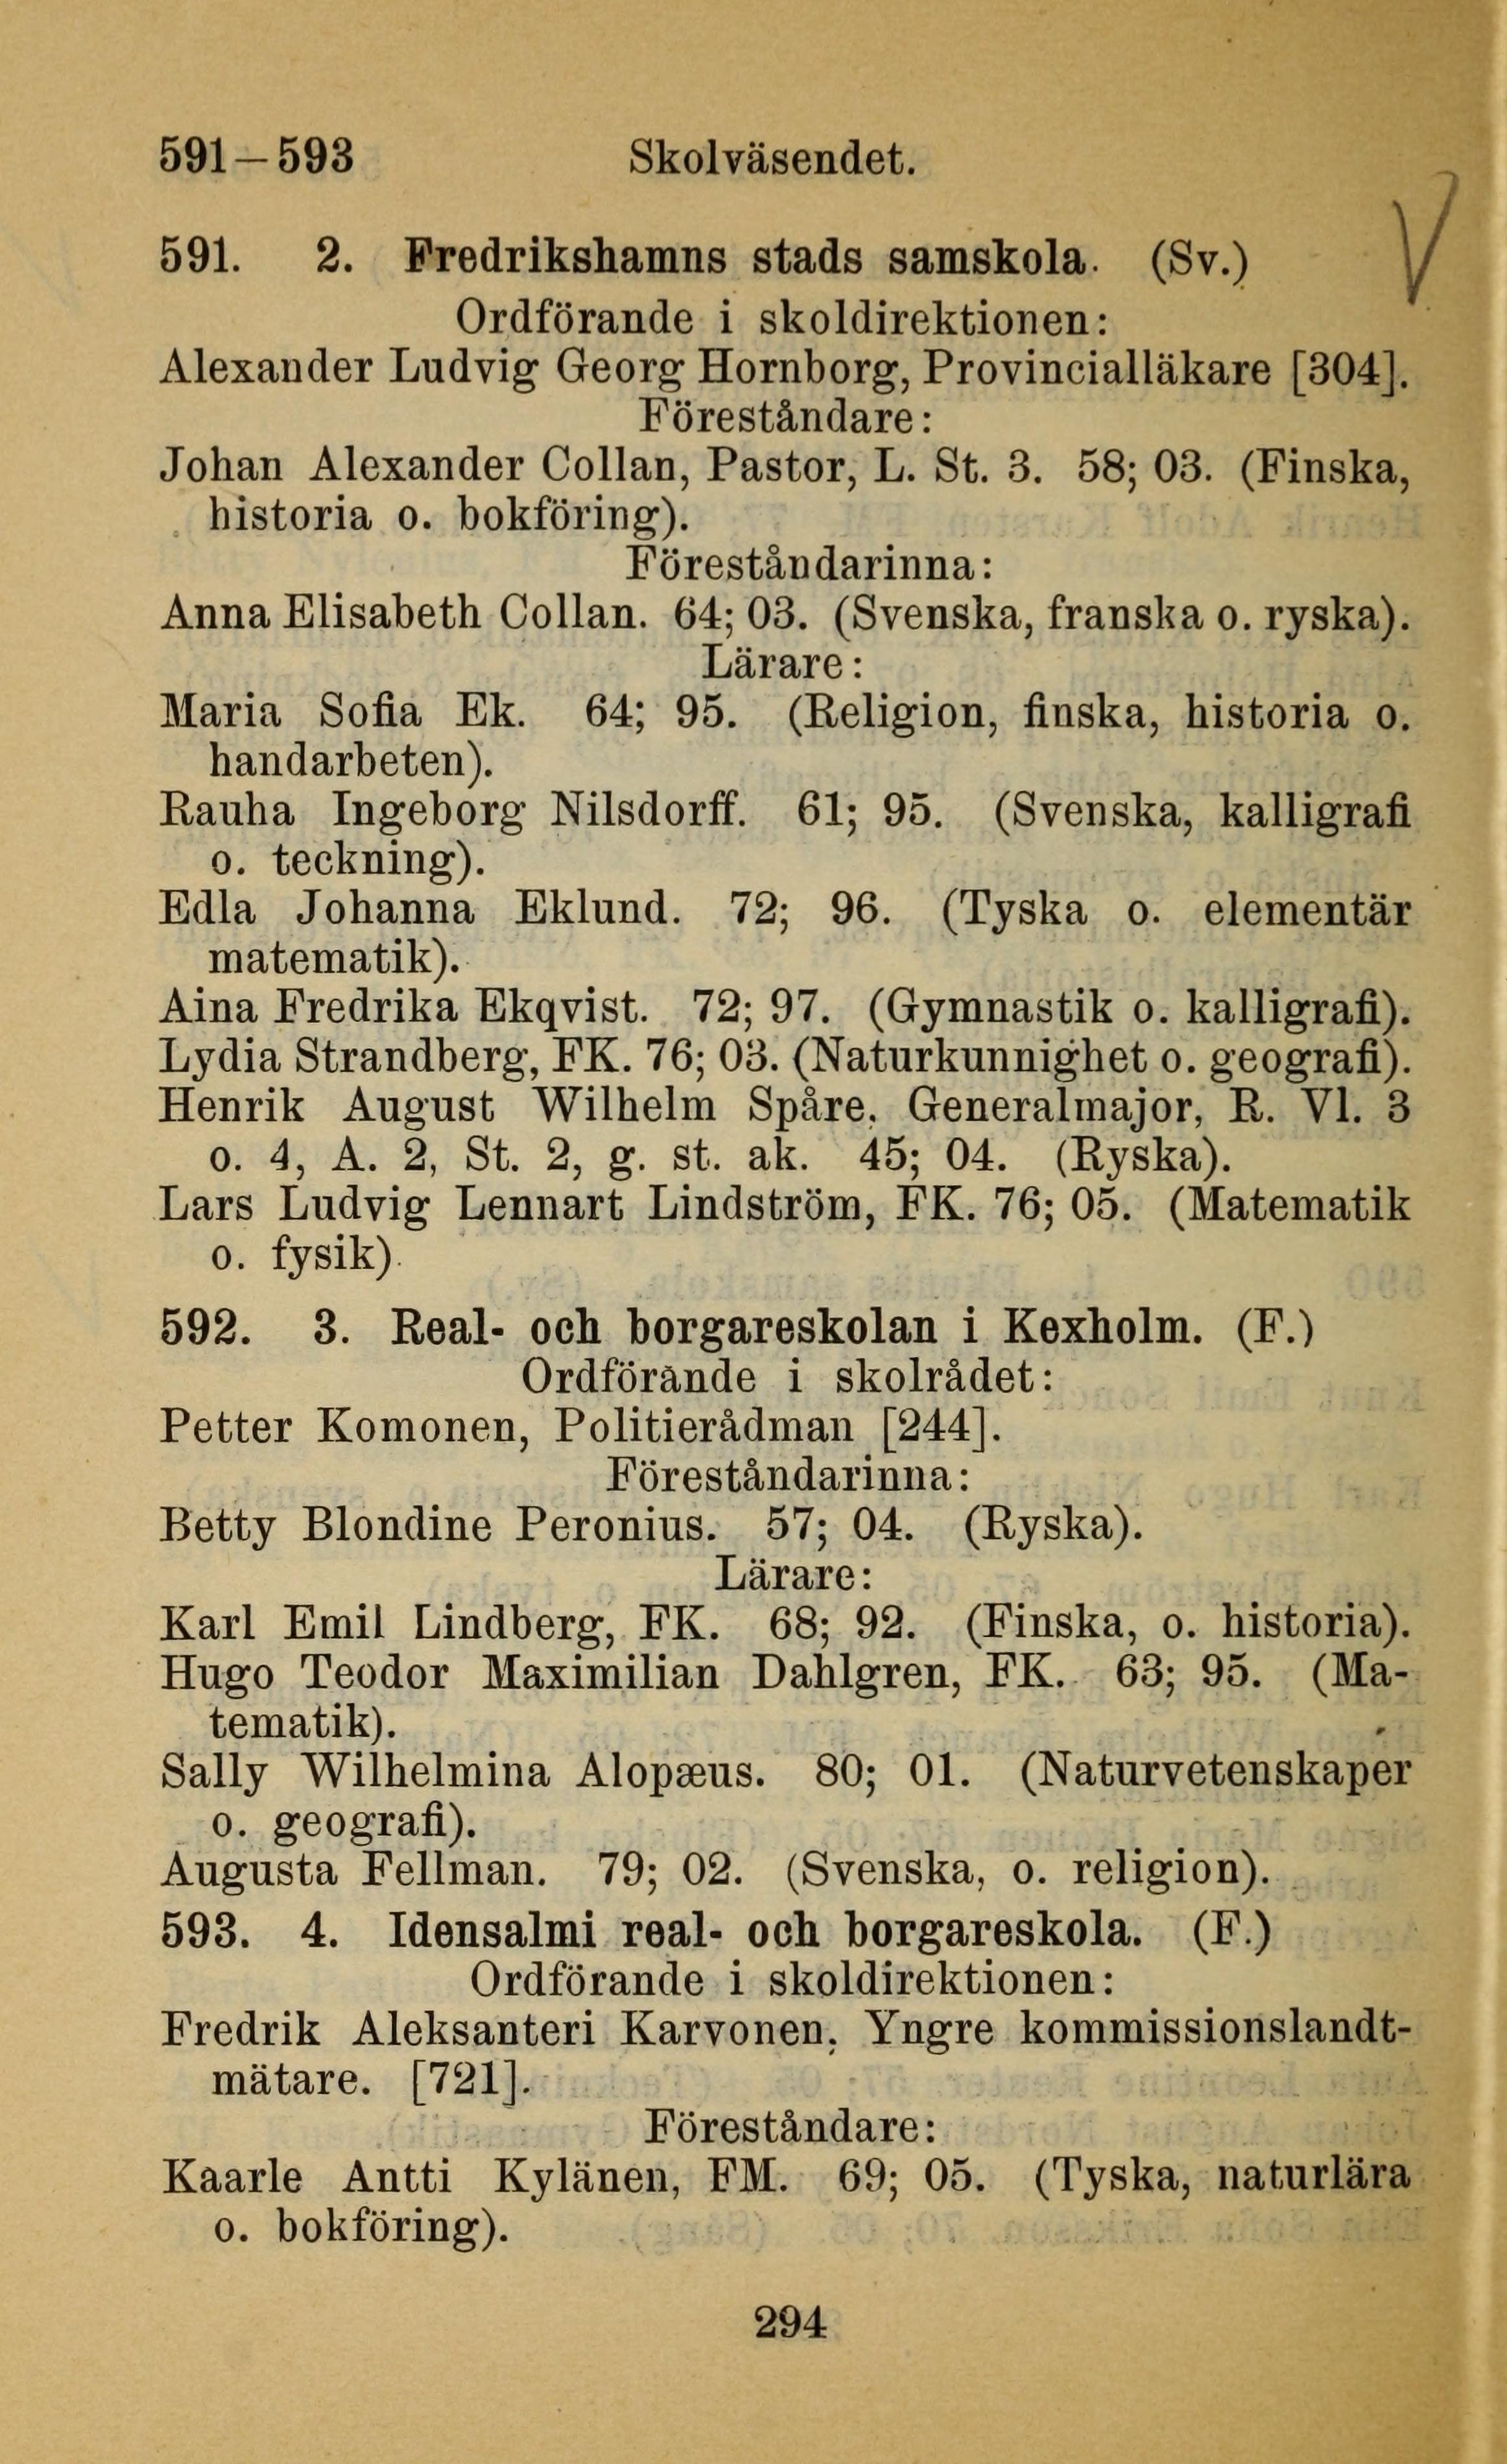 591–593 Skolväsendet.
591. 2. Fredrikshamns stads samskola. (Sv.)
Ordförande i skoldirektionen:
Alexander Ludvig Georg Hornborg, Provincialläkare [304].
Föreståndare:
Johan Alexander Collan, Pastor, L. St. 3. 58; 03. (Finska,
historia o. bokföring).
Föreståndarinna:
Anna Elisabeth Collan. 64; 03. (Svenska, franska o. ryska).
Lärare:
Maria Sofia Ek. 64; 95. (Religion, finska, historia o.
handarbeten).
Rauha Ingeborg Nilsdorff. 61; 95. (Svenska, kalligrafi
o. teckning).
Edla Johanna Eklund. 72; 96. (Tyska o. elementär
matematik).
Aina Fredrika Ekqvist. 72; 97. (Gymnastik o. kalligrafi).
Lydia Strandberg, FK. 76; 03. (Naturkunnighet o. geografi).
Henrik August Wilhelm Spåre, Generalmajor, R. Vl. 3
o. 4, A. 2, St. 2, g. st. ak. 45; 04. (Ryska).
Lars Ludvig Lennart Lindström, FK. 76; 05. (Matematik
o. fysik).
592. 3. Real- och borgareskolan i Kexholm. (F.)
Ordförande i skolrådet:
Petter Komonen, Politierådman [244].
Föreståndarinna:
Betty Blondine Peronius. 57; 04. (Ryska).
Lärare:
Karl Emil Lindberg, FK. 68; 92. (Finska, o. historia).
Hugo Teodor Maximilian Dahlgren, FK. 63; 95. (Ma-
tematik).
Sally Wilhelmina Alopæus. 80; 01. (Naturvetenskaper
o. geografi).
Augusta Fellman. 79; 02. (Svenska, o. religion).
593. 4. Idensalmi real- och borgareskola. (F.)
Ordförande i skoldirektionen:
Fredrik Aleksanteri Karvonen, Yngre kommissionslandt-
mätare. [721].
Föreståndare:
Kaarle Antti Kylänen, FM. 69; 05. (Tyska, naturlära
o. bokföring).
294